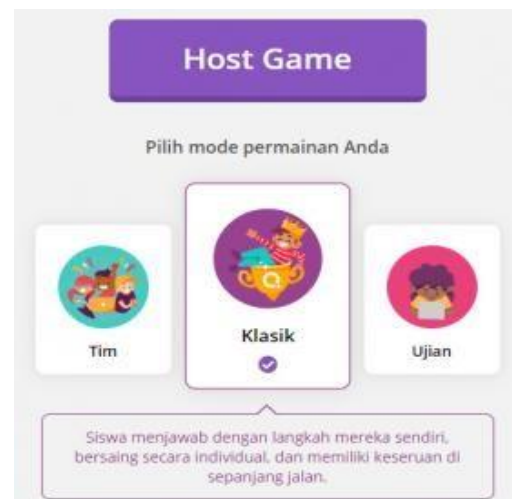 Host Game
Pilih mode permainan Anda
Tim
Klasik
Ujian
Siswa menjawab dengan langkah mereka sendiri,
bersaing secara individual, dan memiliki keseruan di
sepanjang jalan.